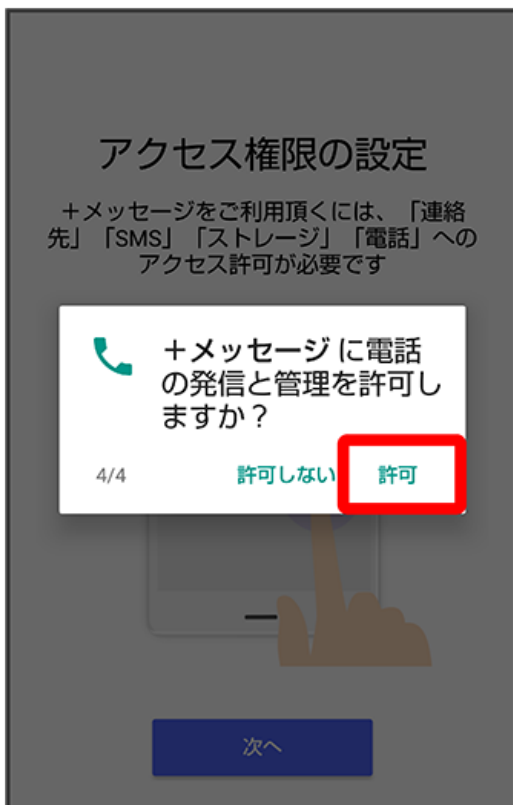 アクセス権限の設定
＋メッセージをご利用頂くには、「連絡
先」「SMS」「ストレージ」「電話」への
アクセス許可が必要です
＋メッセージ に電話
の発信と管理を許可し
ますか？
4/4 許可しない 許可
次へ